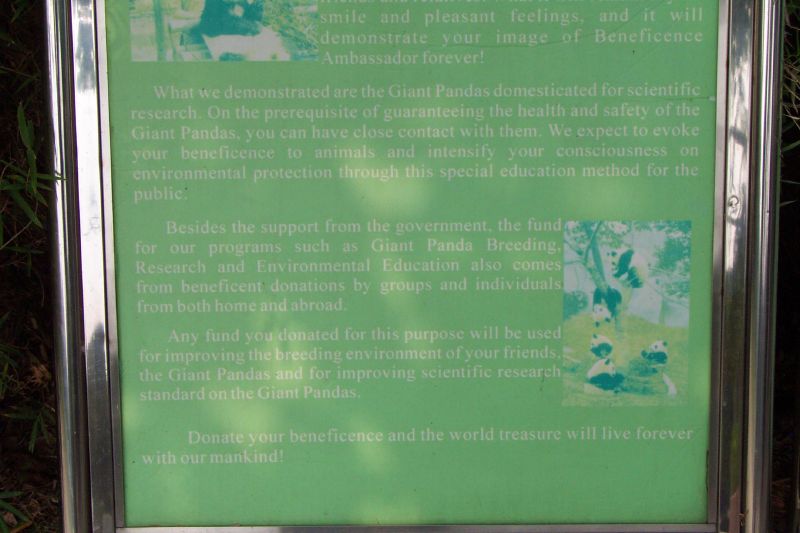 smile and pleasant feelings, and it will
demonstrate your image of Beneficence
Ambassador forever!
What we demonstrated are the Giant Pandas domesticated for scientific
research. On the prerequisite of guaranteeing the health and safety of the
Giant Pandas, you can have close contact with them. We expect to evoke
your beneficence to animals and intensify your consciousness on
environmental protection through this special education method for the
public.
Besides the support from the government, the fund
for our programs such as Giant Panda Breeding,
Research and Environmental Education also comes
from beneficent donations by groups and individuals
from both home and abroad.
Any fund you donated for this purpose will be used
for improving the breeding environment of your friends,
the Giant Pandas and for improving scientific research
standard on the Giant Pandas.
Donate your beneficence and the world treasure will live forever
with our mankind!